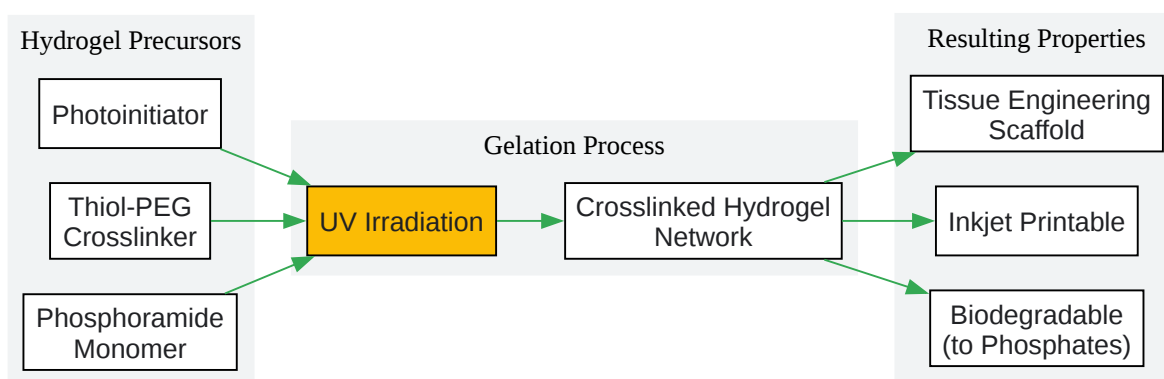 Hydrogel Precursors
Photoinitiator
Thiol-PEG
Crosslinker
Phosphoramide
Monomer
Gelation Process
UV Irradiation
Crosslinked Hydrogel
Network
Resulting Properties
Tissue Engineering
Scaffold
Inkjet Printable
Biodegradable
(to Phosphates)